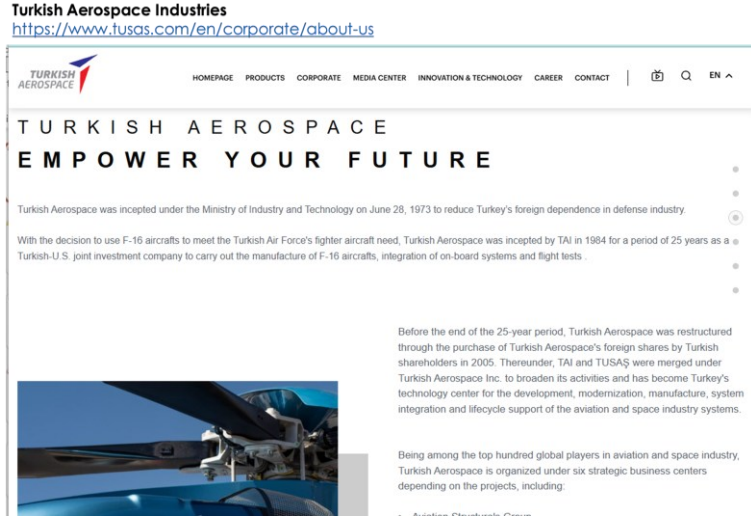 Turkish Aerospace Industries
https://www.tusas.com/en/corporate/about-us
TURKISH
AEROSPACE
HOMEPAGE PRODUCTS CORPORATE MEDIA CENTER INNOVATION & TECHNOLOGY CAREER CONTACT EN
TURKISH AEROSPACE
EMPOWER YOUR FUTURE
Turkish Aerospace was incepted under the Ministry of Industry and Technology on June 28, 1973 to reduce Turkey's foreign dependence in defense industry.
With the decision to use F-16 aircrafts to meet the Turkish Air Force's fighter aircraft need, Turkish Aerospace was incepted by TAI in 1984 for a period of 25 years as a
Turkish-U.S. joint investment company to carry out the manufacture of F-16 aircrafts, integration of on-board systems and flight tests .
Before the end of the 25-year period, Turkish Aerospace was restructured
through the purchase of Turkish Aerospace's foreign shares by Turkish
shareholders in 2005. Thereunder, TAI and TUSAŞ were merged under
Turkish Aerospace Inc. to broaden its activities and has become Turkey's
technology center for the development, modernization, manufacture, system
integration and lifecycle support of the aviation and space industry systems.
Being among the top hundred global players in aviation and space industry,
Turkish Aerospace is organized under six strategic business centers
depending on the projects, including: